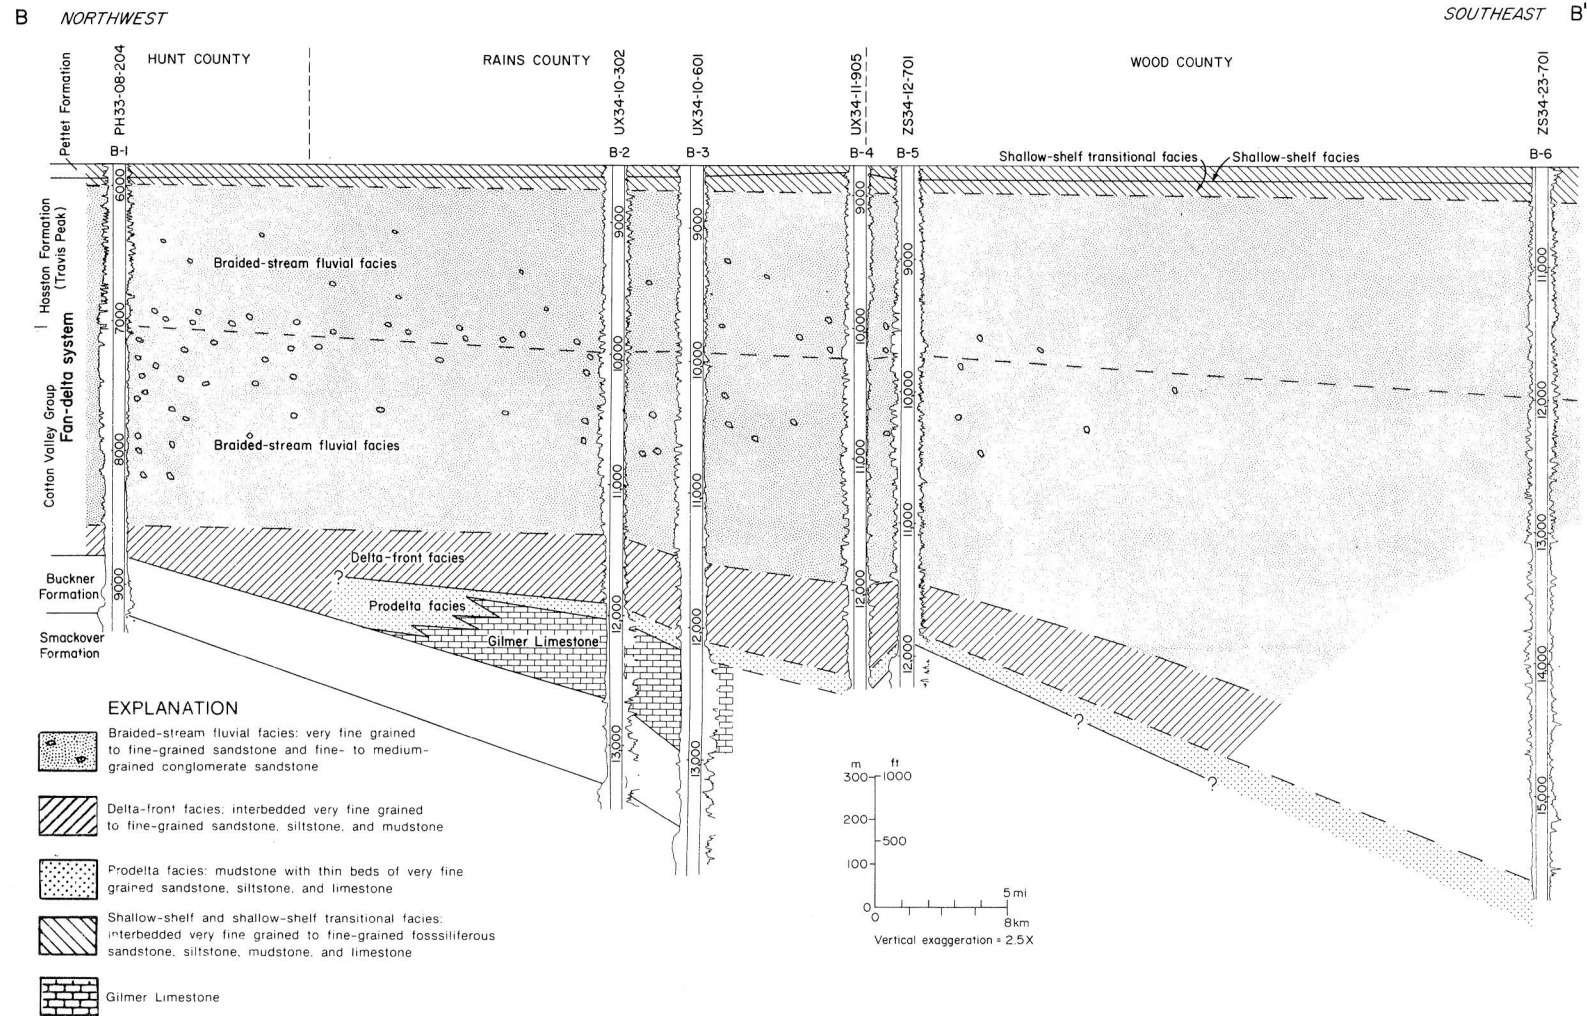 B NORTHWEST
SOUTHEAST B'
Pettet Formation
PH33-08-204
HUNT COUNTY
RAINS COUNTY
UX34-10-302
UX34-10-601
UX34-11-905
ZS34-12-701
WOOD COUNTY
ZS34-23-701
B-1
B-2
B-3
B-4
B-5
B-6
Shallow-shelf transitional facies
Shallow-shelf facies
Hosston Formation
(Travis Peak)
Fan-delta system
Cotton Valley Group
Buckner
Formation
Smackover
Formation
6000
7000
8000
9000
9000
10,000
11,000
12,000
13,000
9000
10,000
11,000
12,000
13,000
9000
10,000
11,000
12,000
9000
10,000
11,000
12,000
11,000
12,000
13,000
14,000
15,000
Braided-stream fluvial facies
Braided-stream fluvial facies
Delta-front facies
?
Prodelta facies
Gilmer Limestone
?
?
EXPLANATION
Braided-stream fluvial facies: very fine grained
to fine-grained sandstone and fine- to medium-
grained conglomerate sandstone
Delta-front facies: interbedded very fine grained
to fine-grained sandstone, siltstone, and mudstone
Prodelta facies: mudstone with thin beds of very fine
grained sandstone, siltstone, and limestone
Shallow-shelf and shallow-shelf transitional facies:
interbedded very fine grained to fine-grained fosssiliferous
sandstone, siltstone, mudstone, and limestone
Gilmer Limestone
m ft
300 1000
200
500
100
0
0
5 mi
8 km
Vertical exaggeration = 2.5X